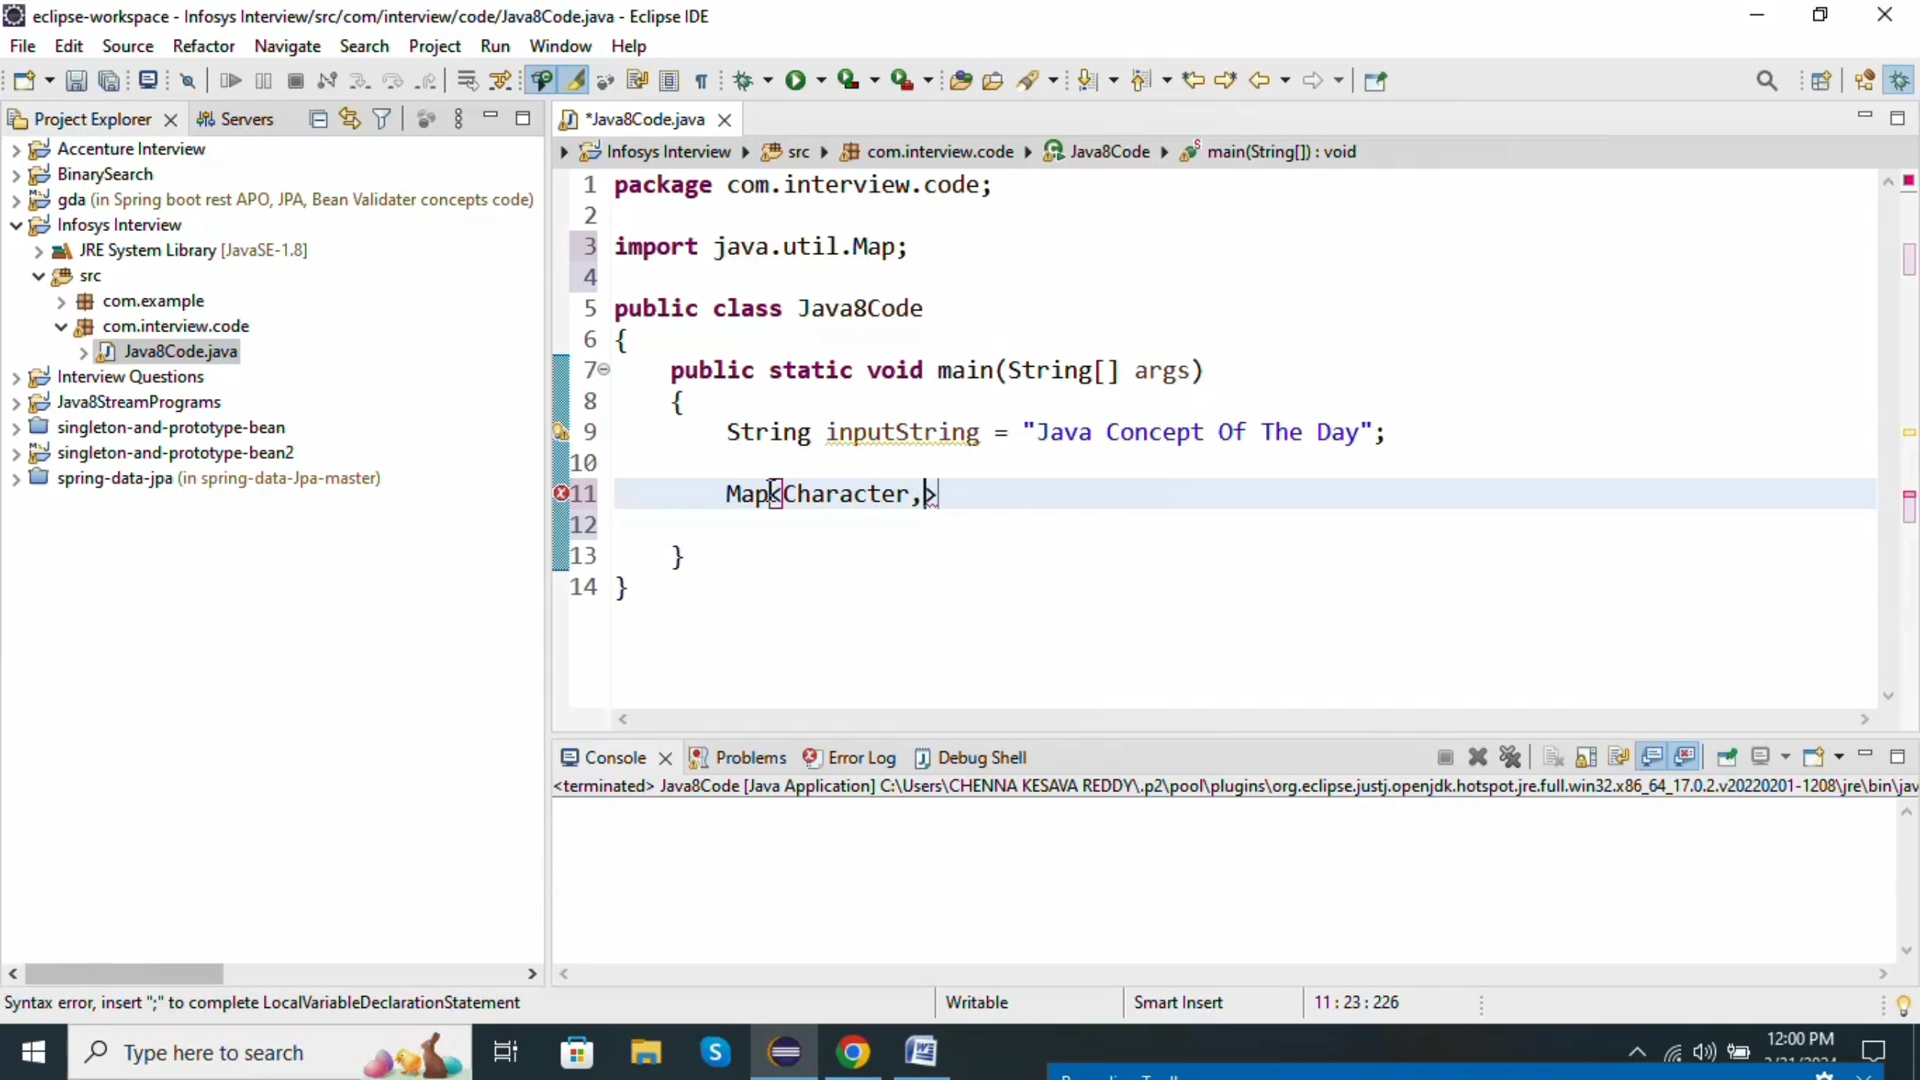 eclipse-workspace - Infosys Interview/src/com/interview/code/Java8Code.java - Eclipse IDE
File Edit Source Refactor Navigate Search Project Run Window Help
Project Explorer Servers
*Java8Code.java
Accenture Interview
BinarySearch
gda (in Spring boot rest APO, JPA, Bean Validater concepts code)
Infosys Interview
JRE System Library [JavaSE-1.8]
src
com.example
com.interview.code
Java8Code.java
Interview Questions
Java8StreamPrograms
singleton-and-prototype-bean
singleton-and-prototype-bean2
spring-data-jpa (in spring-data-Jpa-master)
Infosys Interview src com.interview.code Java8Code main(String[]) : void
1 package com.interview.code;
2
3 import java.util.Map;
4
5 public class Java8Code
6 {
7 public static void main(String[] args)
8 {
9 String inputString = "Java Concept Of The Day";
10
11 Map<Character,>
12
13 }
14 }
Console Problems Error Log Debug Shell
<terminated> Java8Code [Java Application] C:\Users\CHENNA KESAVA REDDY\.p2\pool\plugins\org.eclipse.justj.openjdk.hotspot.jre.full.win32.x86_64_17.0.2.v20220201-1208\jre\bin\jav
Syntax error, insert ";" to complete LocalVariableDeclarationStatement
Writable Smart Insert 11 : 23 : 226
Type here to search
12:00 PM